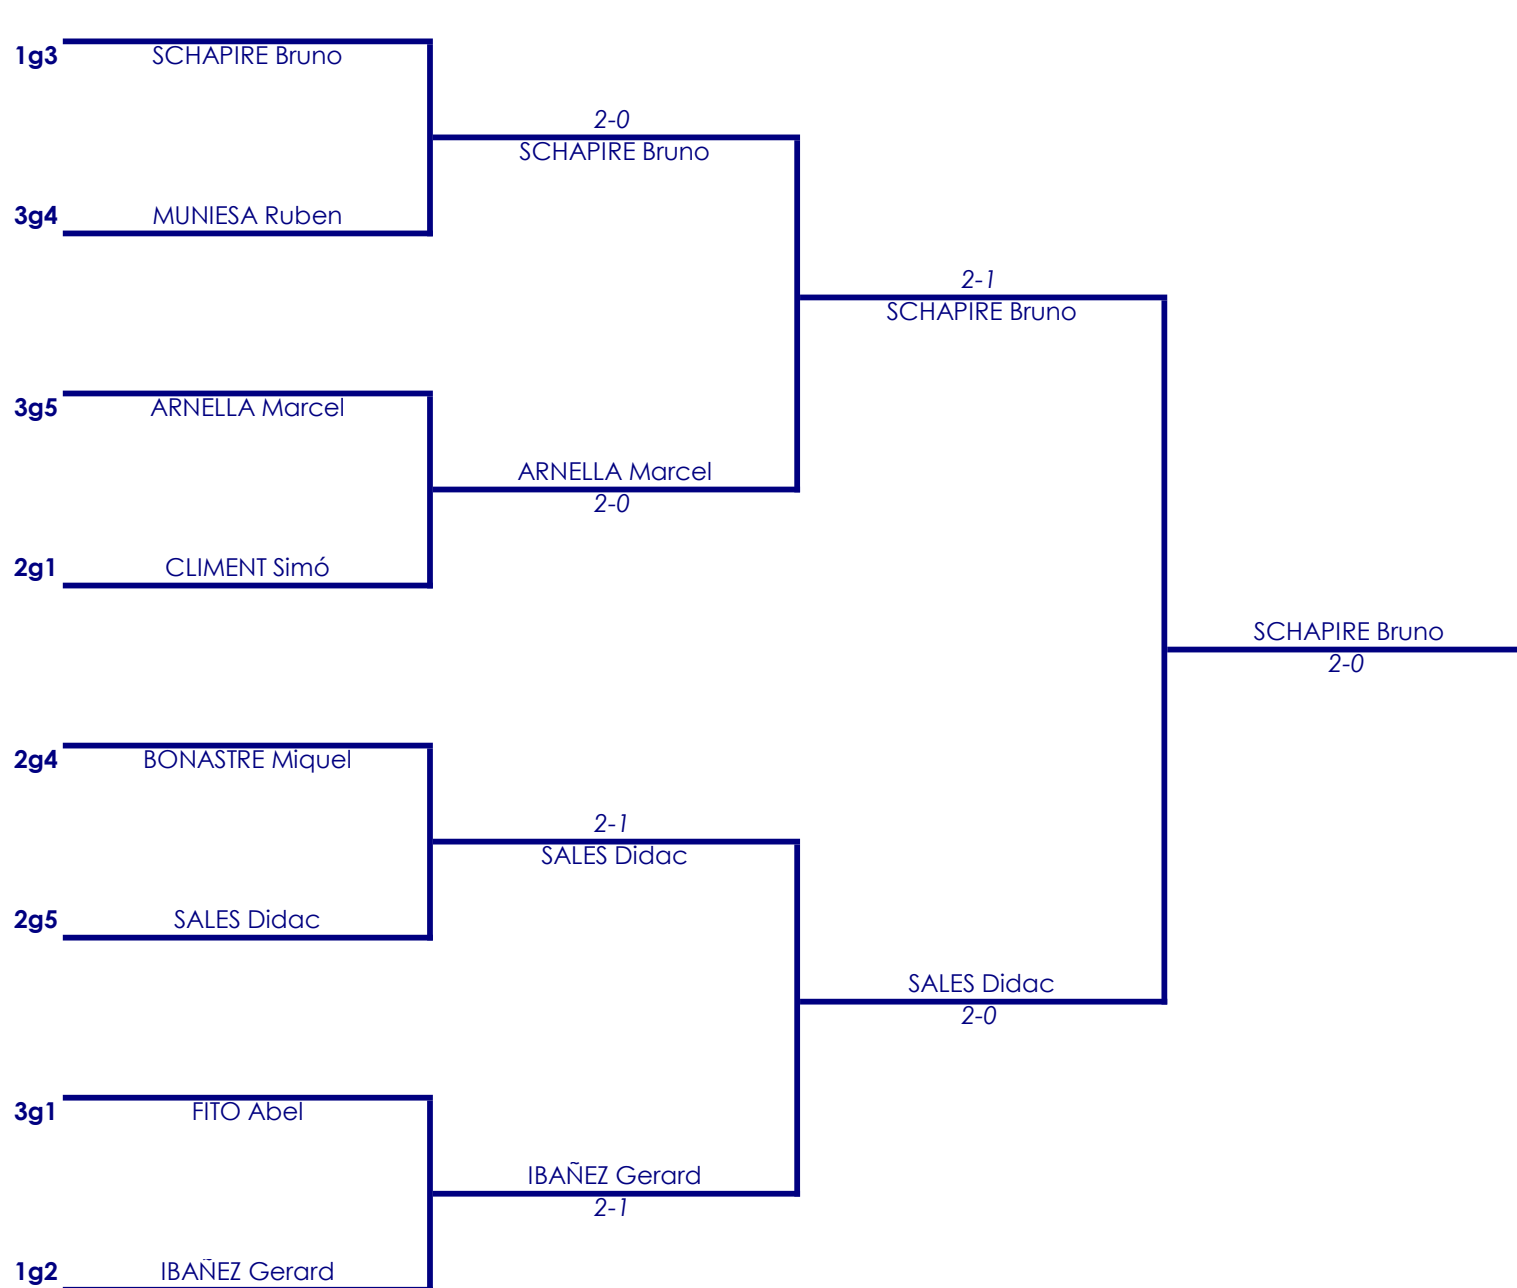 1g3 SCHAPIRE Bruno
2-0
SCHAPIRE Bruno
3g4 MUNIESA Ruben
2-1
SCHAPIRE Bruno
3g5 ARNELLA Marcel
ARNELLA Marcel
2-0
2g1 CLIMENT Simó
SCHAPIRE Bruno
2-0
2g4 BONASTRE Miquel
2-1
SALES Didac
2g5 SALES Didac
SALES Didac
2-0
3g1 FITO Abel
IBAÑEZ Gerard
2-1
1g2 IBAÑEZ Gerard